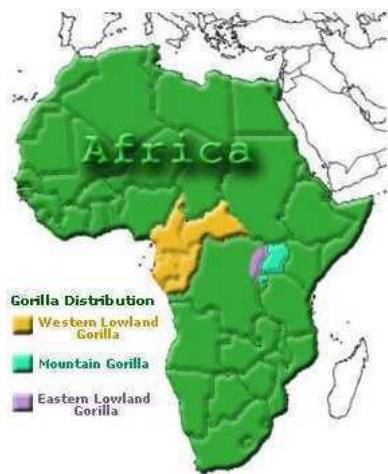 Africa
Gorilla Distribution
Western Lowland
Gorilla
Mountain Gorilla
Eastern Lowland
Gorilla